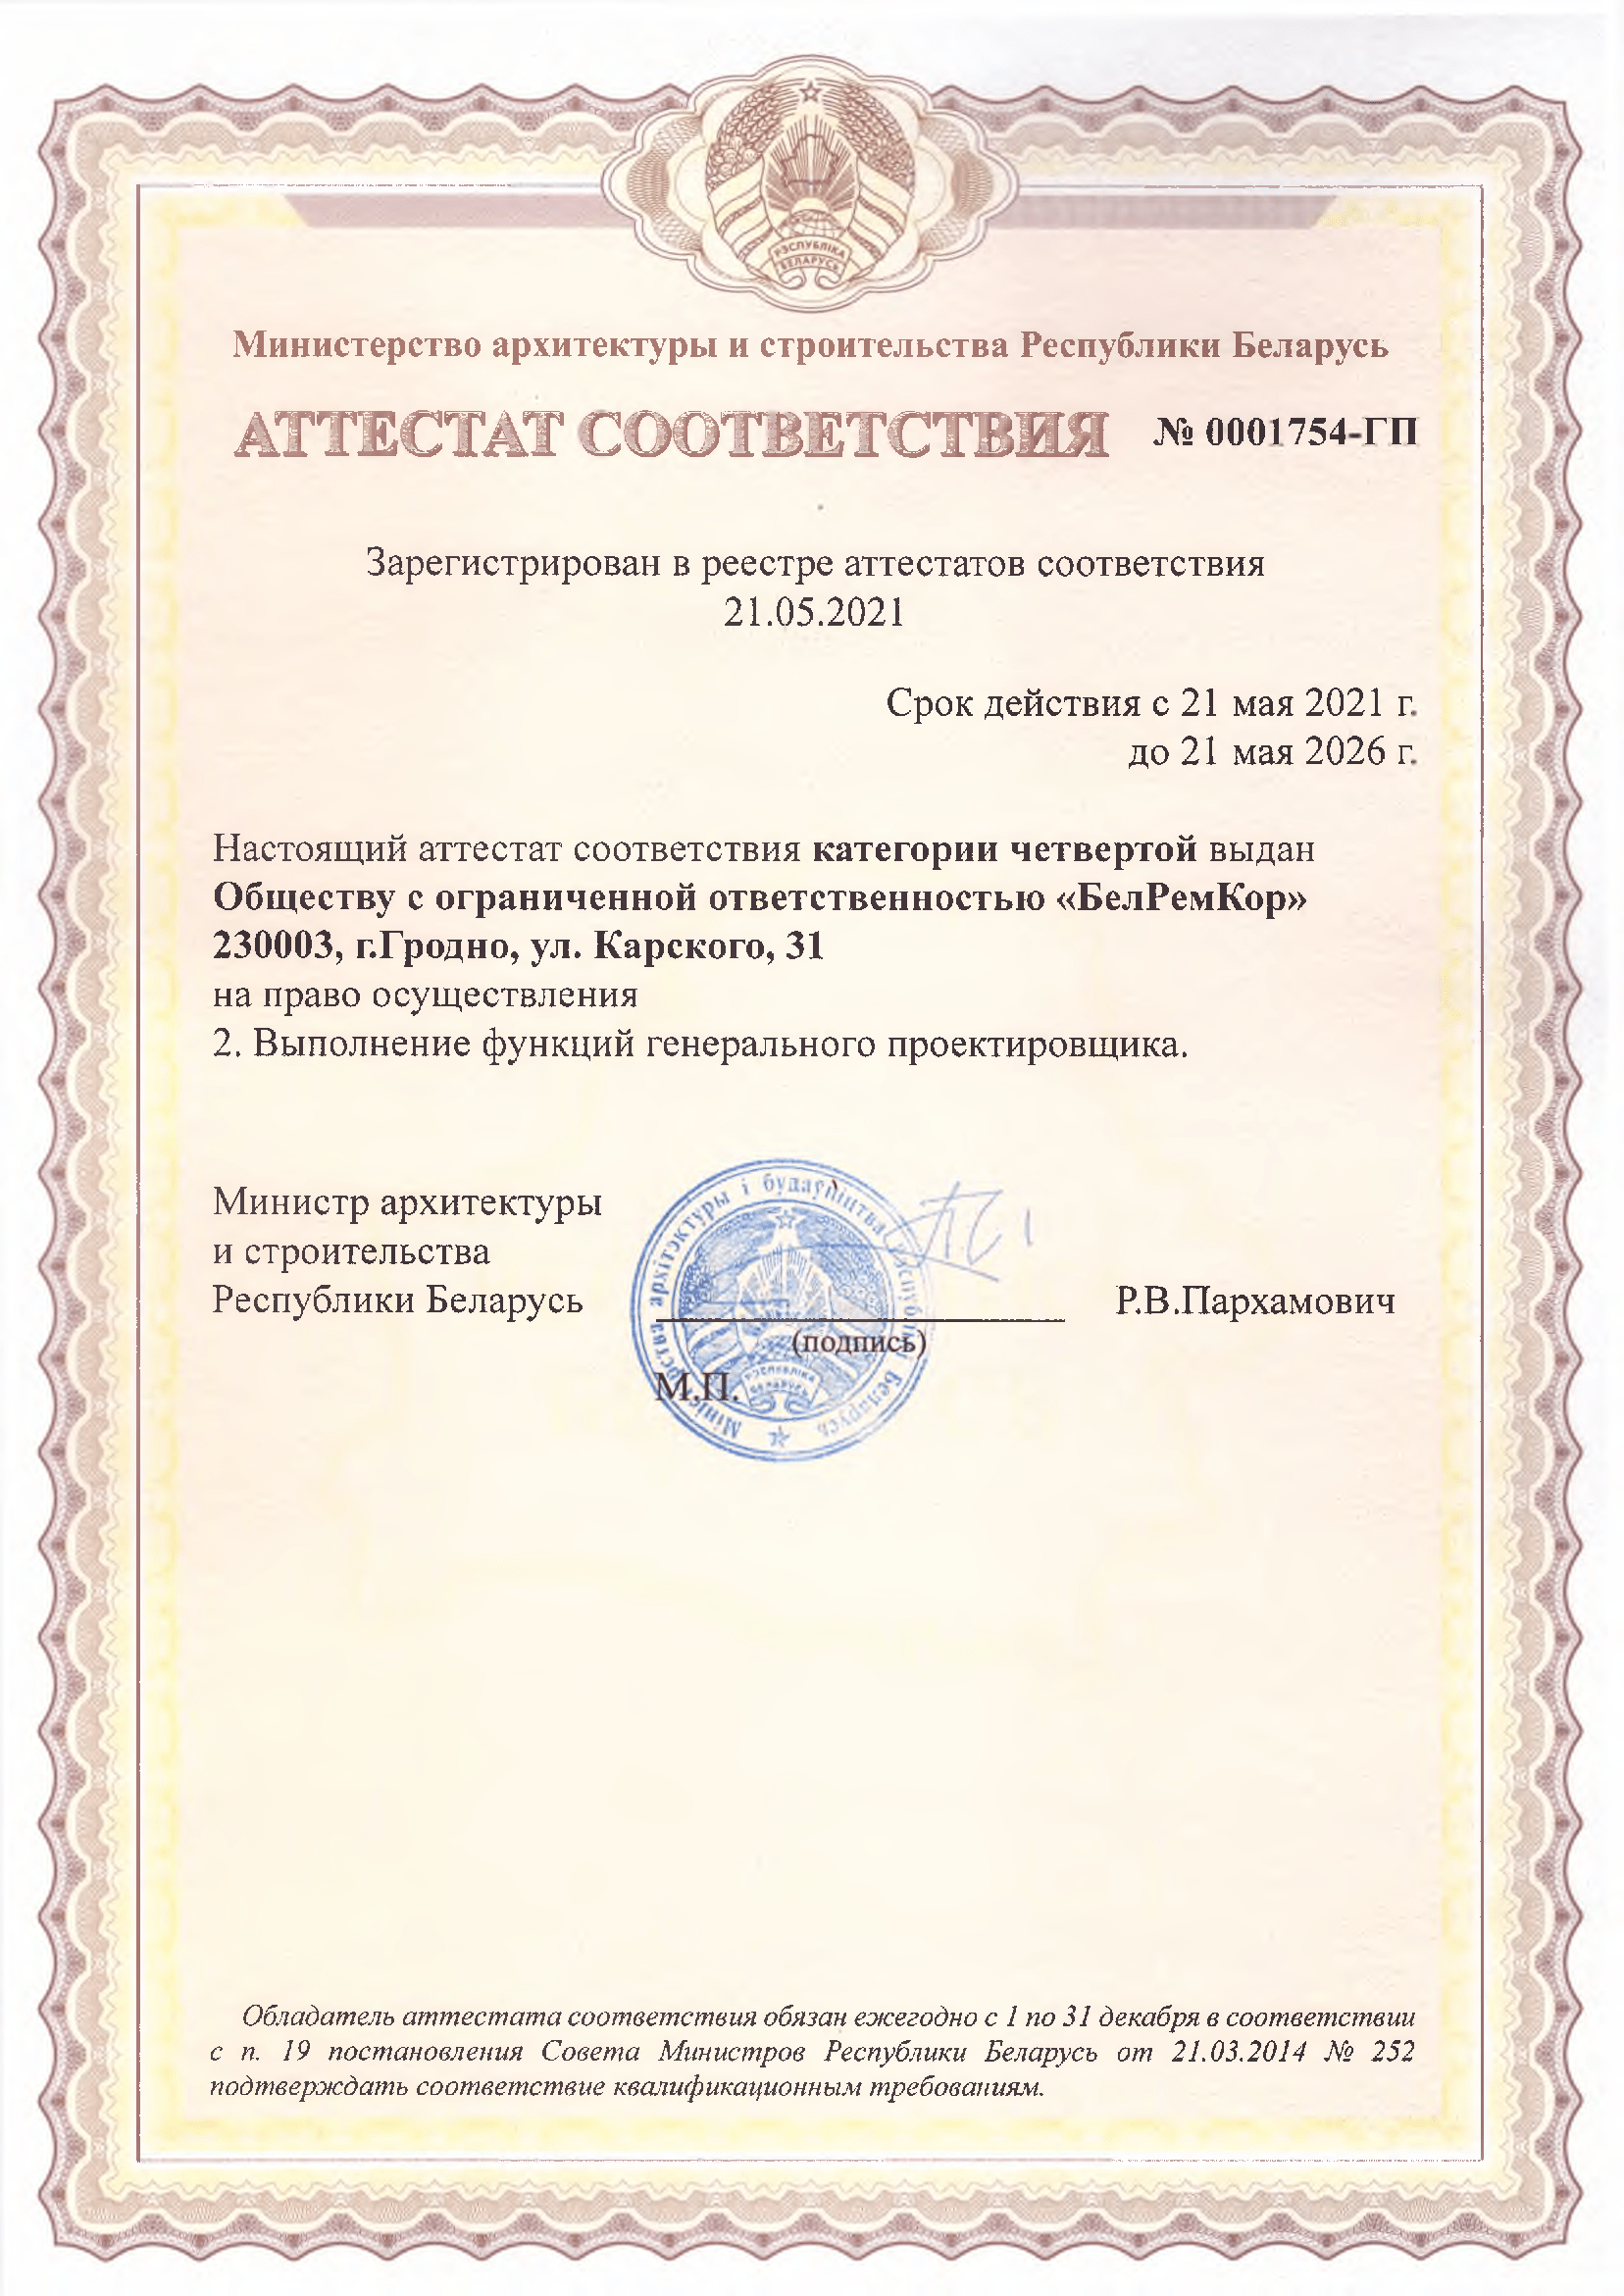 РЭСПУБЛІКА
БЕЛАРУСЬ
Министерство архитектуры и строительства Республики Беларусь
АТТЕСТАТ СООТВЕТСТВИЯ № 0001754-ГП
Зарегистрирован в реестре аттестатов соответствия
21.05.2021
Срок действия с 21 мая 2021 г.
до 21 мая 2026 г.
Настоящий аттестат соответствия категории четвертой выдан
Обществу с ограниченной ответственностью «БелРемКор»
230003, г.Гродно, ул. Карского, 31
на право осуществления
2. Выполнение функций генерального проектировщика.
Министр архитектуры
и строительства
Республики Беларусь
Р.В.Пархамович
(подпись)
М.П.
Міністэрства архітэктуры і будаўніцтва Рэспублікі Беларусь
РЭСПУБЛІКА
БЕЛАРУСЬ
Обладатель аттестата соответствия обязан ежегодно с 1 по 31 декабря в соответствии
с п. 19 постановления Совета Министров Республики Беларусь от 21.03.2014 № 252
подтверждать соответствие квалификационным требованиям.